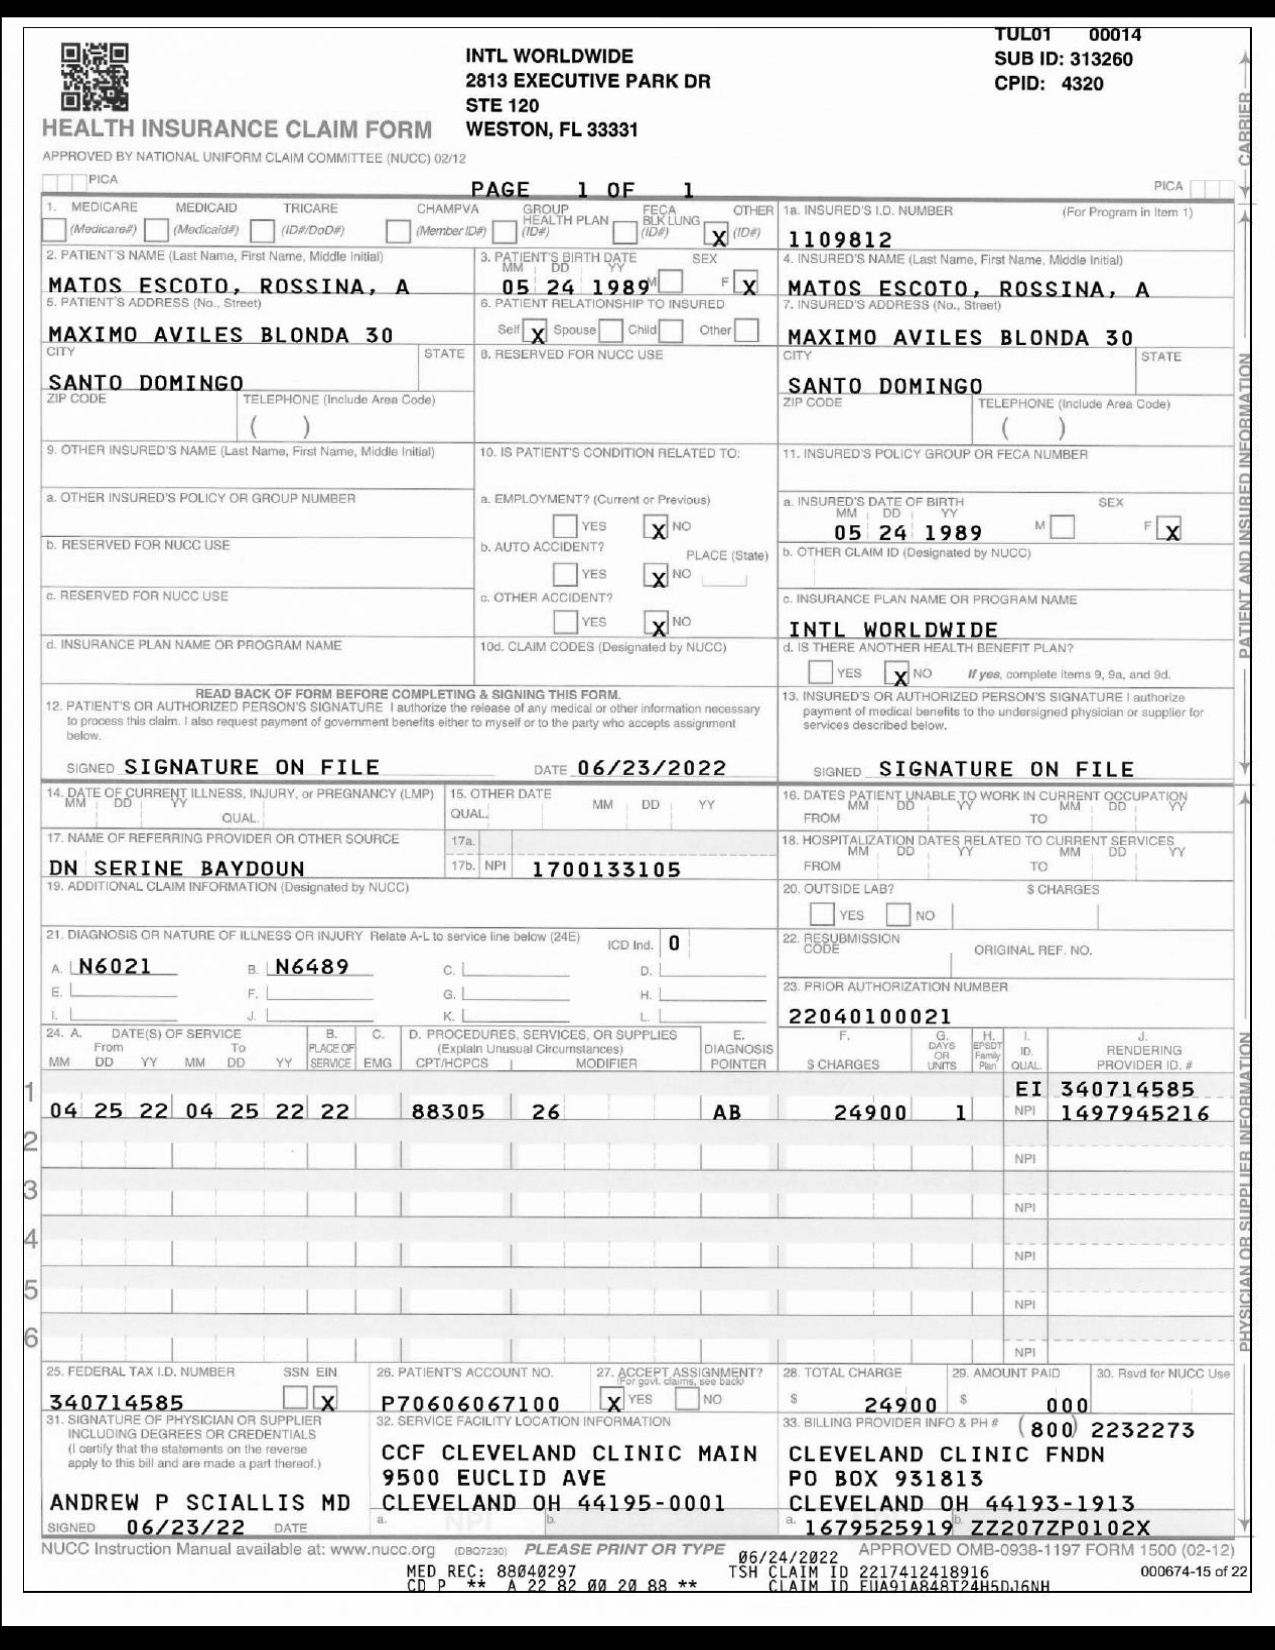 TUL01 00014
INTL WORLDWIDE
SUB ID: 313260
2813 EXECUTIVE PARK DR
CPID: 4320
STE 120
HEALTH INSURANCE CLAIM FORM
WESTON, FL 33331
APPROVED BY NATIONAL UNIFORM CLAIM COMMITTEE (NUCC) 02/12
PICA
PAGE 1 OF 1
PICA
CARRIER
1. MEDICARE MEDICAID TRICARE CHAMPVA GROUP HEALTH PLAN FECA BLK LUNG OTHER
(Medicare#) (Medicaid#) (ID#/DoD#) (Member ID#) (ID#) (ID#) X (ID#)
1a. INSURED'S I.D. NUMBER (For Program in Item 1)
1109812
2. PATIENT'S NAME (Last Name, First Name, Middle Initial)
MATOS ESCOTO, ROSSINA, A
3. PATIENT'S BIRTH DATE SEX
MM DD YY
05 24 1989 M F X
4. INSURED'S NAME (Last Name, First Name, Middle Initial)
MATOS ESCOTO, ROSSINA, A
5. PATIENT'S ADDRESS (No., Street)
MAXIMO AVILES BLONDA 30
6. PATIENT RELATIONSHIP TO INSURED
Self X Spouse Child Other
7. INSURED'S ADDRESS (No., Street)
MAXIMO AVILES BLONDA 30
CITY STATE
SANTO DOMINGO
8. RESERVED FOR NUCC USE
CITY STATE
SANTO DOMINGO
ZIP CODE TELEPHONE (Include Area Code)
( )
ZIP CODE TELEPHONE (Include Area Code)
( )
9. OTHER INSURED'S NAME (Last Name, First Name, Middle Initial)
10. IS PATIENT'S CONDITION RELATED TO:
11. INSURED'S POLICY GROUP OR FECA NUMBER
a. OTHER INSURED'S POLICY OR GROUP NUMBER
a. EMPLOYMENT? (Current or Previous)
YES X NO
a. INSURED'S DATE OF BIRTH SEX
MM DD YY
05 24 1989 M F X
b. RESERVED FOR NUCC USE
b. AUTO ACCIDENT? PLACE (State)
YES X NO
b. OTHER CLAIM ID (Designated by NUCC)
c. RESERVED FOR NUCC USE
c. OTHER ACCIDENT?
YES X NO
c. INSURANCE PLAN NAME OR PROGRAM NAME
INTL WORLDWIDE
d. INSURANCE PLAN NAME OR PROGRAM NAME
10d. CLAIM CODES (Designated by NUCC)
d. IS THERE ANOTHER HEALTH BENEFIT PLAN?
YES X NO If yes, complete items 9, 9a, and 9d.
READ BACK OF FORM BEFORE COMPLETING & SIGNING THIS FORM.
12. PATIENT'S OR AUTHORIZED PERSON'S SIGNATURE I authorize the release of any medical or other information necessary
to process this claim. I also request payment of government benefits either to myself or to the party who accepts assignment
below.
SIGNED SIGNATURE ON FILE DATE 06/23/2022
13. INSURED'S OR AUTHORIZED PERSON'S SIGNATURE I authorize
payment of medical benefits to the undersigned physician or supplier for
services described below.
SIGNED SIGNATURE ON FILE
PATIENT AND INSURED INFORMATION
14. DATE OF CURRENT ILLNESS, INJURY, or PREGNANCY (LMP)
MM DD YY
QUAL.
15. OTHER DATE
QUAL. MM DD YY
16. DATES PATIENT UNABLE TO WORK IN CURRENT OCCUPATION
MM DD YY MM DD YY
FROM TO
17. NAME OF REFERRING PROVIDER OR OTHER SOURCE
DN SERINE BAYDOUN
17a.
17b. NPI 1700133105
18. HOSPITALIZATION DATES RELATED TO CURRENT SERVICES
MM DD YY MM DD YY
FROM TO
19. ADDITIONAL CLAIM INFORMATION (Designated by NUCC)
20. OUTSIDE LAB? $ CHARGES
YES NO
21. DIAGNOSIS OR NATURE OF ILLNESS OR INJURY Relate A-L to service line below (24E) ICD Ind. 0
A. N6021 B. N6489 C. D.
E. F. G. H.
I. J. K. L.
22. RESUBMISSION CODE ORIGINAL REF. NO.
23. PRIOR AUTHORIZATION NUMBER
22040100021
24. A. DATE(S) OF SERVICE B. C. D. PROCEDURES, SERVICES, OR SUPPLIES E. F. G. H. I. J.
From To PLACE OF (Explain Unusual Circumstances) DIAGNOSIS DAYS OR UNITS EPSDT Family Plan ID. RENDERING
MM DD YY MM DD YY SERVICE EMG CPT/HCPCS MODIFIER POINTER $ CHARGES QUAL. PROVIDER ID. #
1 EI 340714585
04 25 22 04 25 22 22 88305 26 AB 24900 1 NPI 1497945216
2 NPI
3 NPI
4 NPI
5 NPI
6 NPI
PHYSICIAN OR SUPPLIER INFORMATION
25. FEDERAL TAX I.D. NUMBER SSN EIN
340714585 X
26. PATIENT'S ACCOUNT NO.
P70606067100
27. ACCEPT ASSIGNMENT?
(For govt. claims, see back)
X YES NO
28. TOTAL CHARGE
$ 24900
29. AMOUNT PAID
$ 000
30. Rsvd for NUCC Use
31. SIGNATURE OF PHYSICIAN OR SUPPLIER
INCLUDING DEGREES OR CREDENTIALS
(I certify that the statements on the reverse
apply to this bill and are made a part thereof.)
ANDREW P SCIALLIS MD
SIGNED 06/23/22 DATE
32. SERVICE FACILITY LOCATION INFORMATION
CCF CLEVELAND CLINIC MAIN
9500 EUCLID AVE
CLEVELAND OH 44195-0001
a. NPI b.
33. BILLING PROVIDER INFO & PH # (800) 2232273
CLEVELAND CLINIC FNDN
PO BOX 931813
CLEVELAND OH 44193-1913
a. 1679525919 b. ZZ207ZP0102X
NUCC Instruction Manual available at: www.nucc.org (DBQ7230) PLEASE PRINT OR TYPE 06/24/2022 APPROVED OMB-0938-1197 FORM 1500 (02-12)
MED REC: 88040297 TSH CLAIM ID 2217412418916 000674-15 of 22
CD P ** A 22 82 00 20 88 ** CLAIM ID EUA91A848T24H5DJ6NH